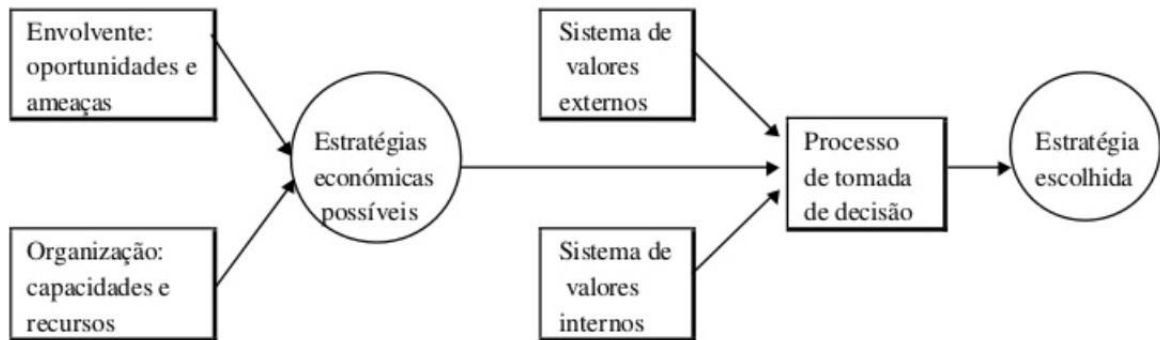 Envolvente:
oportunidades e
ameaças
Organização:
capacidades e
recursos
Estratégias
económicas
possíveis
Sistema de
valores
externos
Sistema de
valores
internos
Processo
de tomada
de decisão
Estratégia
escolhida